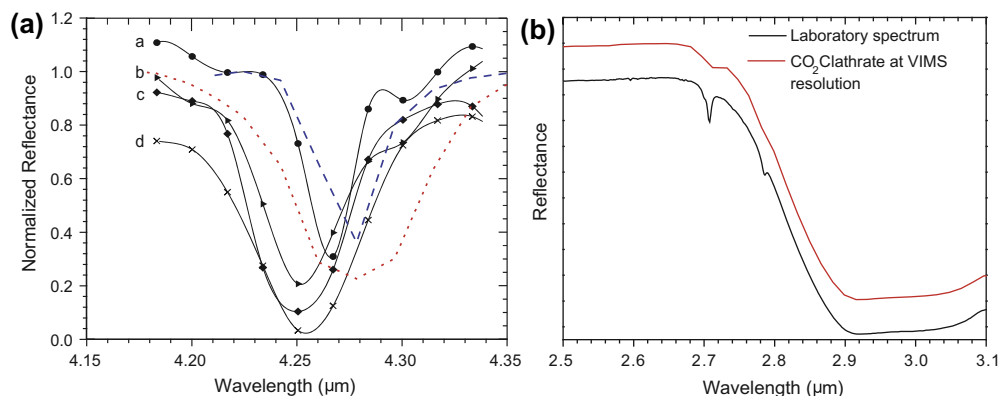 (a)
1.2
1.0
0.8
0.6
0.4
0.2
0.0
Normalized Reflectance
a
b
c
d
4.15
4.20
4.25
4.30
4.35
Wavelength (µm)
(b)
Laboratory spectrum
CO₂Clathrate at VIMS
resolution
Reflectance
2.5
2.6
2.7
2.8
2.9
3.0
3.1
Wavelength (µm)